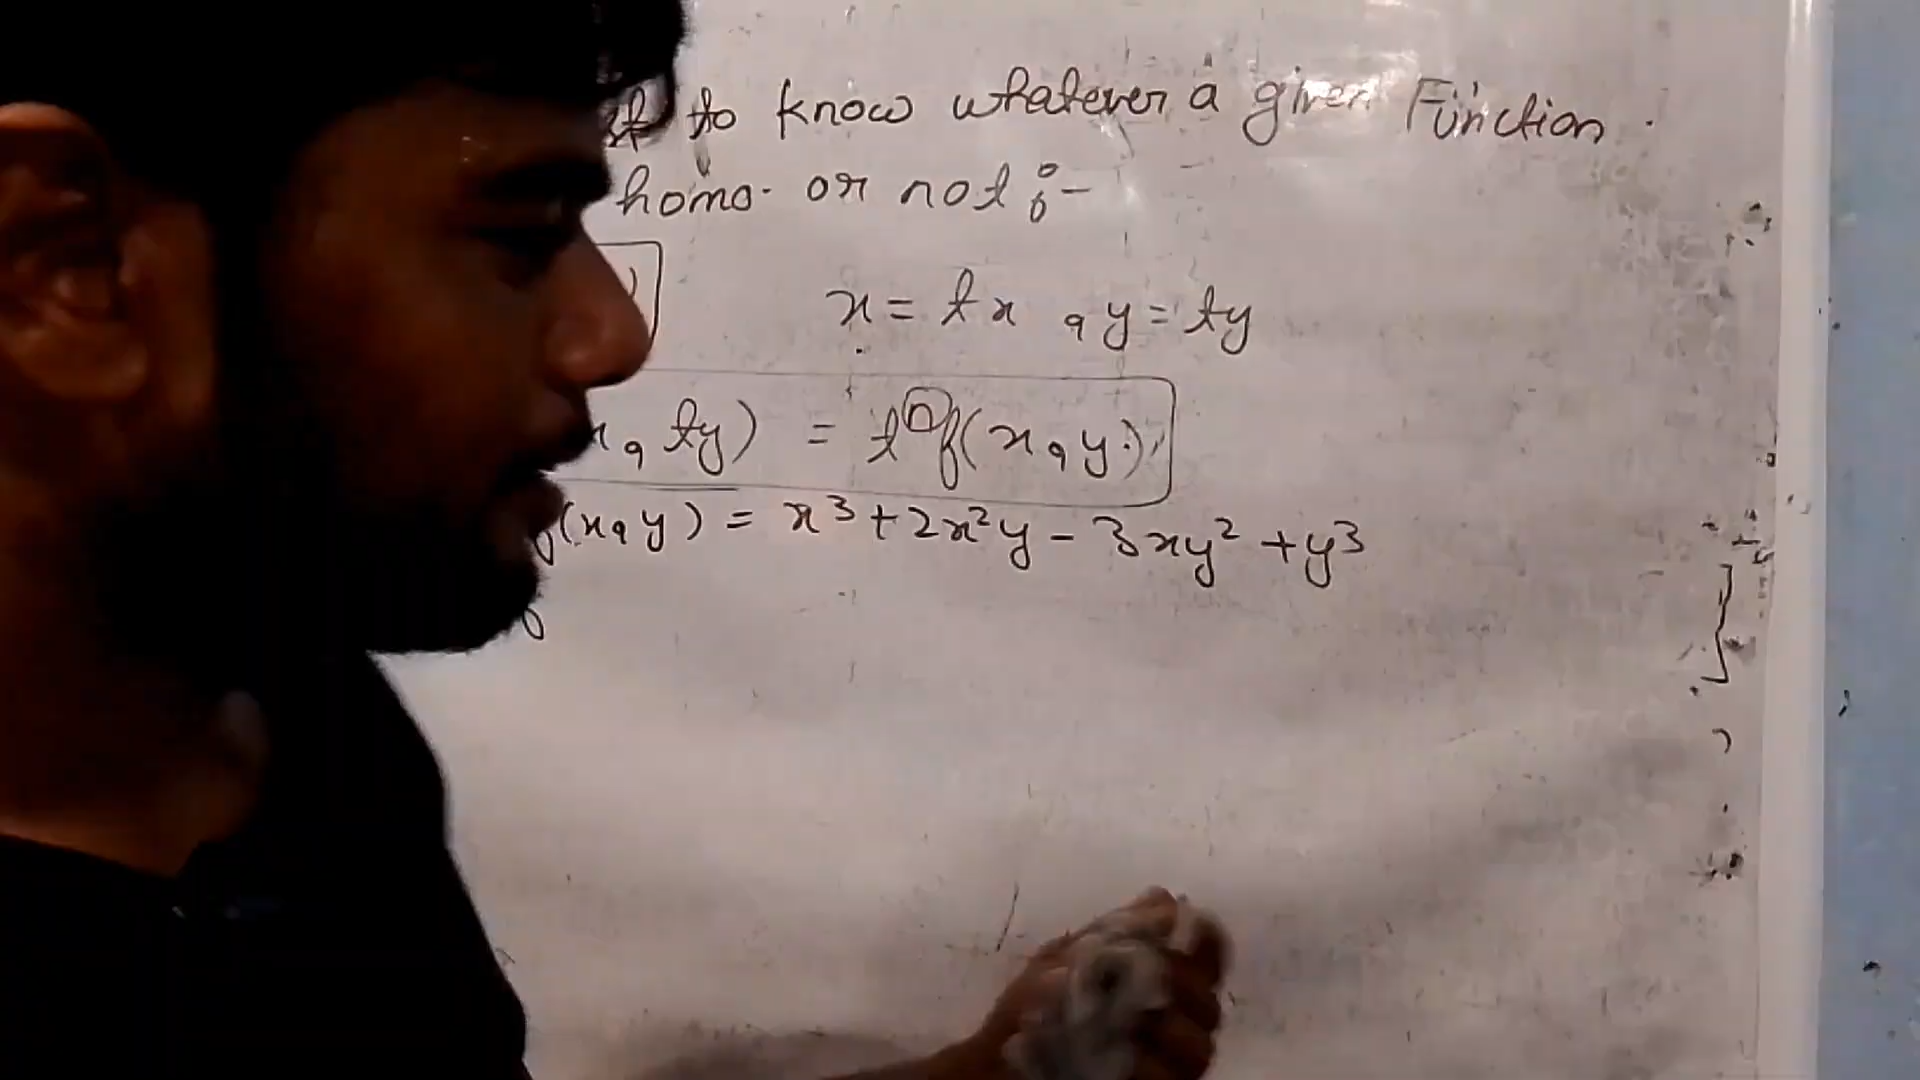 to know whatever a given Function
homo. or not :-
x = tx , y = ty
, ty) = t^n f(x, y)
f(x, y) = x³ + 2x²y - 3xy² + y³